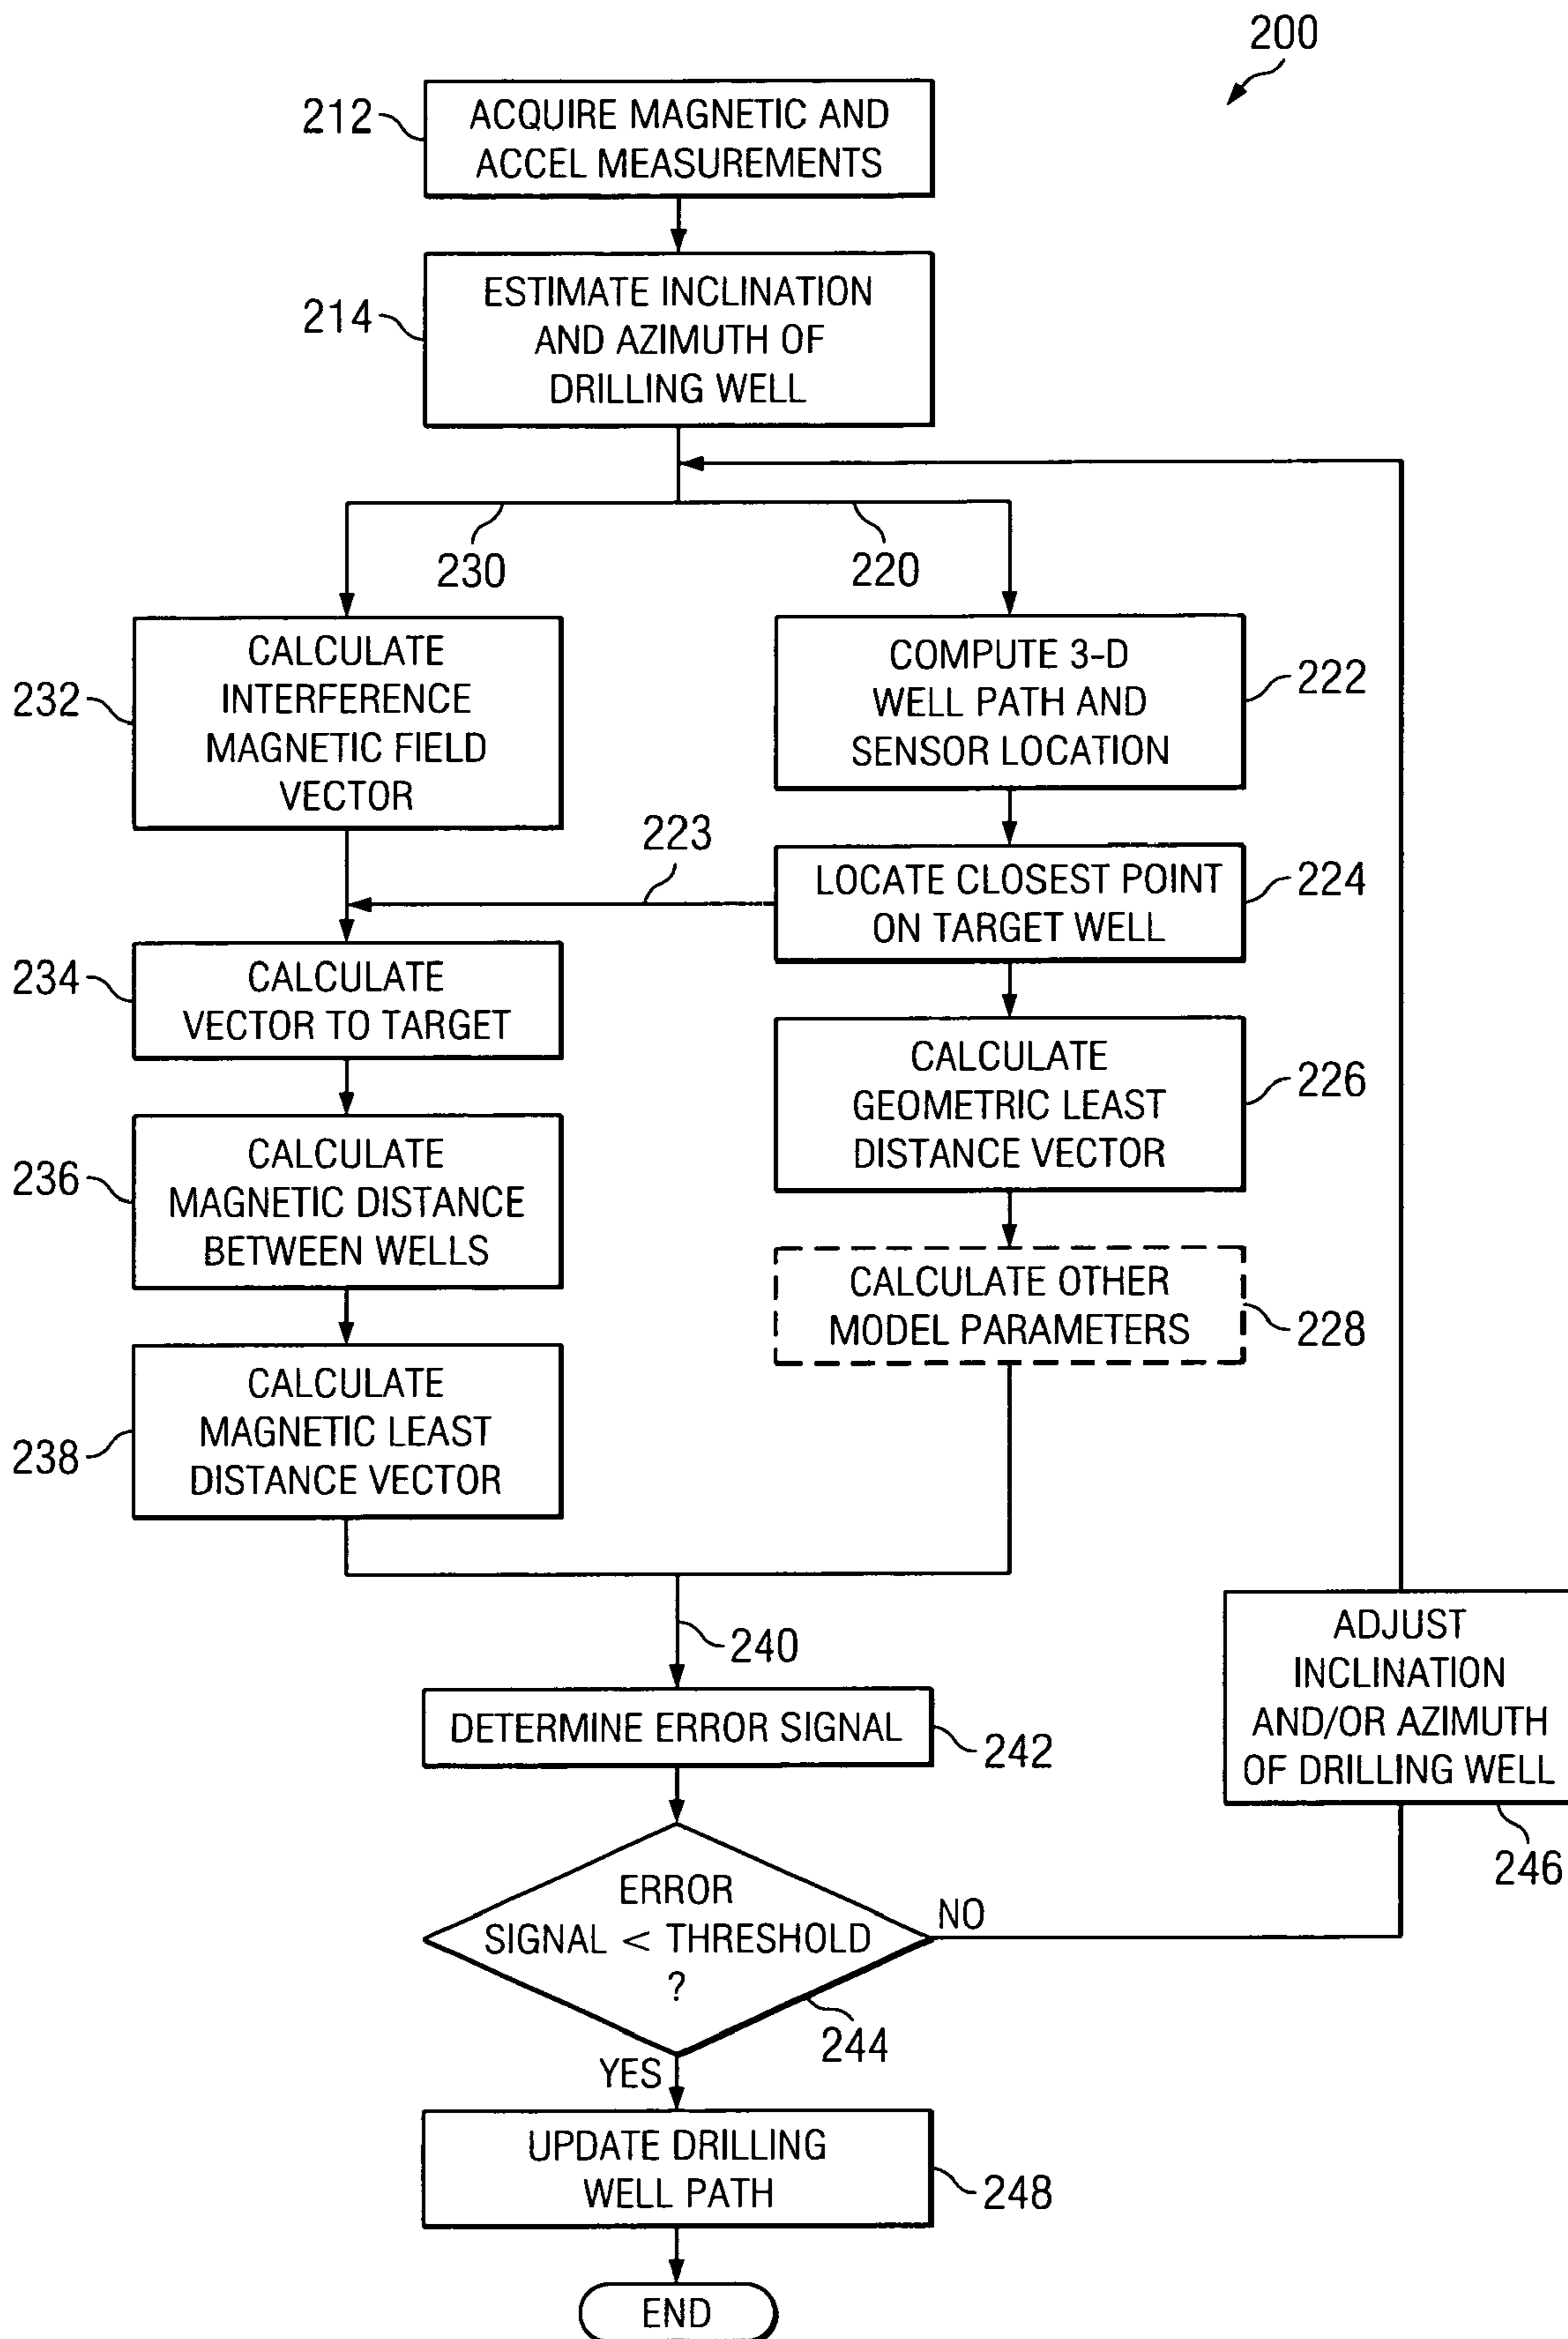 200
212
ACQUIRE MAGNETIC AND
ACCEL MEASUREMENTS
214
ESTIMATE INCLINATION
AND AZIMUTH OF
DRILLING WELL
230
220
232
CALCULATE
INTERFERENCE
MAGNETIC FIELD
VECTOR
COMPUTE 3-D
WELL PATH AND
SENSOR LOCATION
222
223
LOCATE CLOSEST POINT
ON TARGET WELL
224
234
CALCULATE
VECTOR TO TARGET
CALCULATE
GEOMETRIC LEAST
DISTANCE VECTOR
226
236
CALCULATE
MAGNETIC DISTANCE
BETWEEN WELLS
CALCULATE OTHER
MODEL PARAMETERS
228
238
CALCULATE
MAGNETIC LEAST
DISTANCE VECTOR
240
ADJUST
INCLINATION
AND/OR AZIMUTH
OF DRILLING WELL
246
DETERMINE ERROR SIGNAL
242
ERROR
SIGNAL < THRESHOLD
?
NO
244
YES
UPDATE DRILLING
WELL PATH
248
END